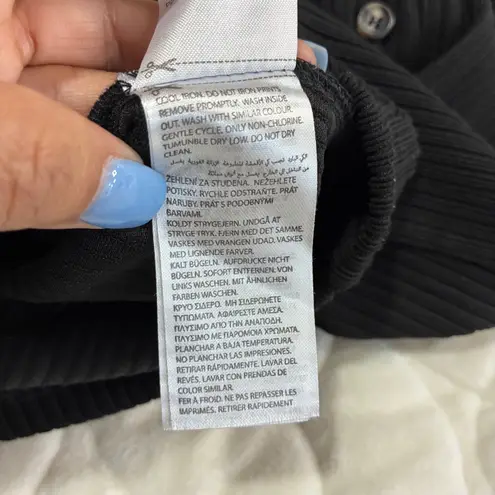 COOL IRON. DO NOT IRON PRINTS.
REMOVE PROMPTLY. WASH INSIDE
OUT. WASH WITH SIMILAR COLOUR.
GENTLE CYCLE. ONLY NON-CHLORINE.
TUMUNBLE DRY LOW. DO NOT DRY
CLEAN.
ŽEHLENÍ ZA STUDENA. NEŽEHLETE
POTISKY. RYCHLE ODSTRAŇTE. PRÁT
NARUBY. PRÁT S PODOBNÝMI
BARVAMI.
KOLDT STRYGEJERN. UNDGÅ AT
STRYGE TRYK. FJERN MED DET SAMME.
VASKES MED VRANGEN UDAD. VASKES
MED LIGNENDE FARVER.
KALT BÜGELN. AUFDRUCKE NICHT
BÜGELN. SOFORT ENTFERNEN: VON
LINKS WASCHEN. MIT ÄHNLICHEN
FARBEN WASCHEN.
ΚΡΥΟ ΣΙΔΕΡΟ. ΜΗ ΣΙΔΕΡΩΝΕΤΕ
ΤΥΠΩΜΑΤΑ. ΑΦΑΙΡΕΣΤΕ ΑΜΕΣΑ.
ΠΛΥΣΙΜΟ ΑΠΟ ΤΗΝ ΑΝΑΠΟΔΗ.
ΠΛΥΣΙΜΟ ΜΕ ΠΑΡΟΜΟΙΑ ΧΡΩΜΑΤΑ.
PLANCHAR A BAJA TEMPERATURA.
NO PLANCHAR LAS IMPRESIONES.
RETIRAR RÁPIDAMENTE. LAVAR DEL
REVÉS. LAVAR CON PRENDAS DE
COLOR SIMILAR.
FER À FROID. NE PAS REPASSER LES
IMPRIMÉS. RETIRER RAPIDEMENT